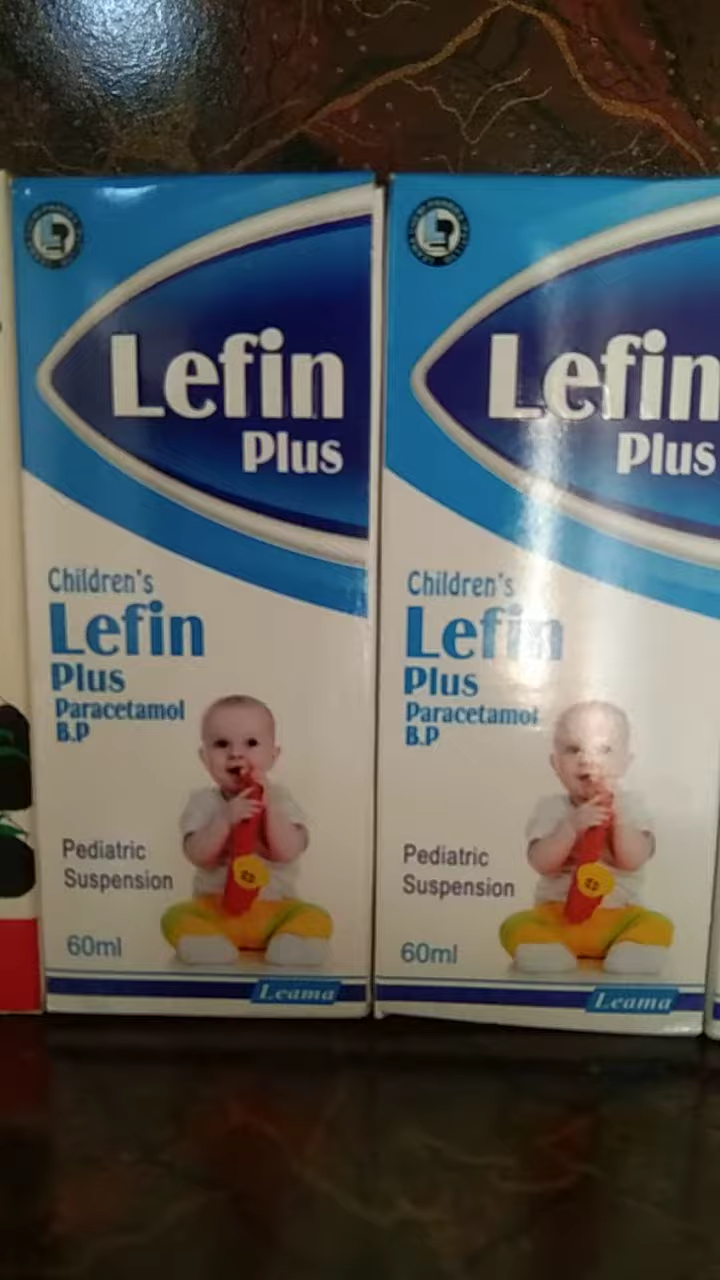 Lefin
Plus
Children's
Lefin
Plus
Paracetamol
B.P
Pediatric
Suspension
60ml
Leama
Lefin
Plus
Children's
Lefin
Plus
Paracetamol
B.P
Pediatric
Suspension
60ml
Leama